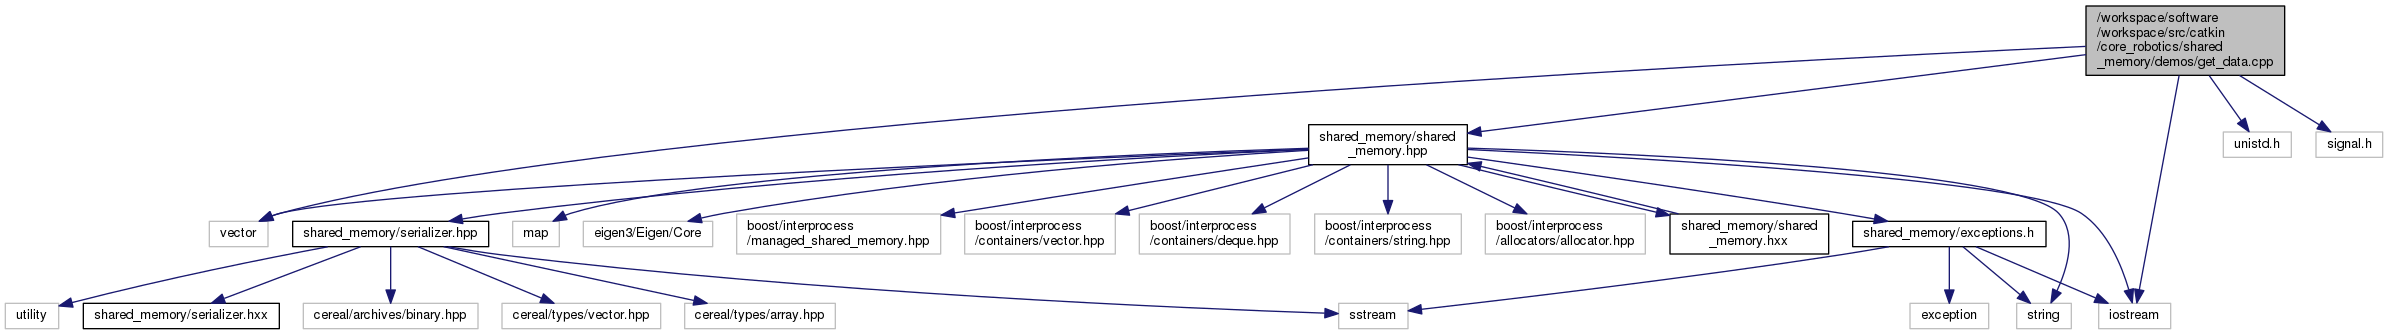 /workspace/software
/workspace/src/catkin
/core_robotics/shared
_memory/demos/get_data.cpp
shared_memory/shared
_memory.hpp
unistd.h
signal.h
vector
shared_memory/serializer.hpp
map
eigen3/Eigen/Core
boost/interprocess
/managed_shared_memory.hpp
boost/interprocess
/containers/vector.hpp
boost/interprocess
/containers/deque.hpp
boost/interprocess
/containers/string.hpp
boost/interprocess
/allocators/allocator.hpp
shared_memory/shared
_memory.hxx
shared_memory/exceptions.h
utility
shared_memory/serializer.hxx
cereal/archives/binary.hpp
cereal/types/vector.hpp
cereal/types/array.hpp
sstream
exception
string
iostream